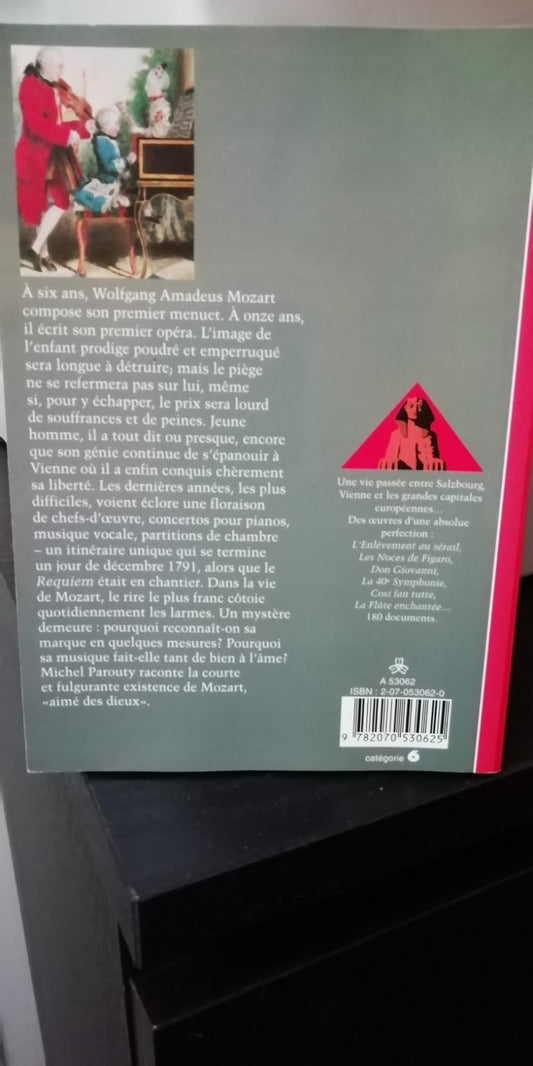 À six ans, Wolfgang Amadeus Mozart
compose son premier menuet. À onze ans,
il écrit son premier opéra. L'image de
l'enfant prodige poudré et emperruqué
sera longue à détruire; mais le piège
ne se refermera pas sur lui, même
si, pour y échapper, le prix sera lourd
de souffrances et de peines. Jeune
homme, il a tout dit ou presque, encore
que son génie continue de s'épanouir à
Vienne où il a enfin conquis chèrement
sa liberté. Les dernières années, les plus
difficiles, voient éclore une floraison
de chefs-d'œuvre, concertos pour pianos,
musique vocale, partitions de chambre
– un itinéraire unique qui se termine
un jour de décembre 1791, alors que le
Requiem était en chantier. Dans la vie
de Mozart, le rire le plus franc côtoie
quotidiennement les larmes. Un mystère
demeure : pourquoi reconnaît-on sa
marque en quelques mesures? Pourquoi
sa musique fait-elle tant de bien à l'âme?
Michel Parouty raconte la courte
et fulgurante existence de Mozart,
«aimé des dieux».
Une vie passée entre Salzbourg,
Vienne et les grandes capitales
européennes...
Des œuvres d'une absolue
perfection :
L'Enlèvement au sérail,
Les Noces de Figaro,
Don Giovanni,
La 40e Symphonie,
Cosi fan tutte,
La Flûte enchantée...
180 documents.
A 53062
ISBN : 2-07-053062-0
9 782070 530625
catégorie 6